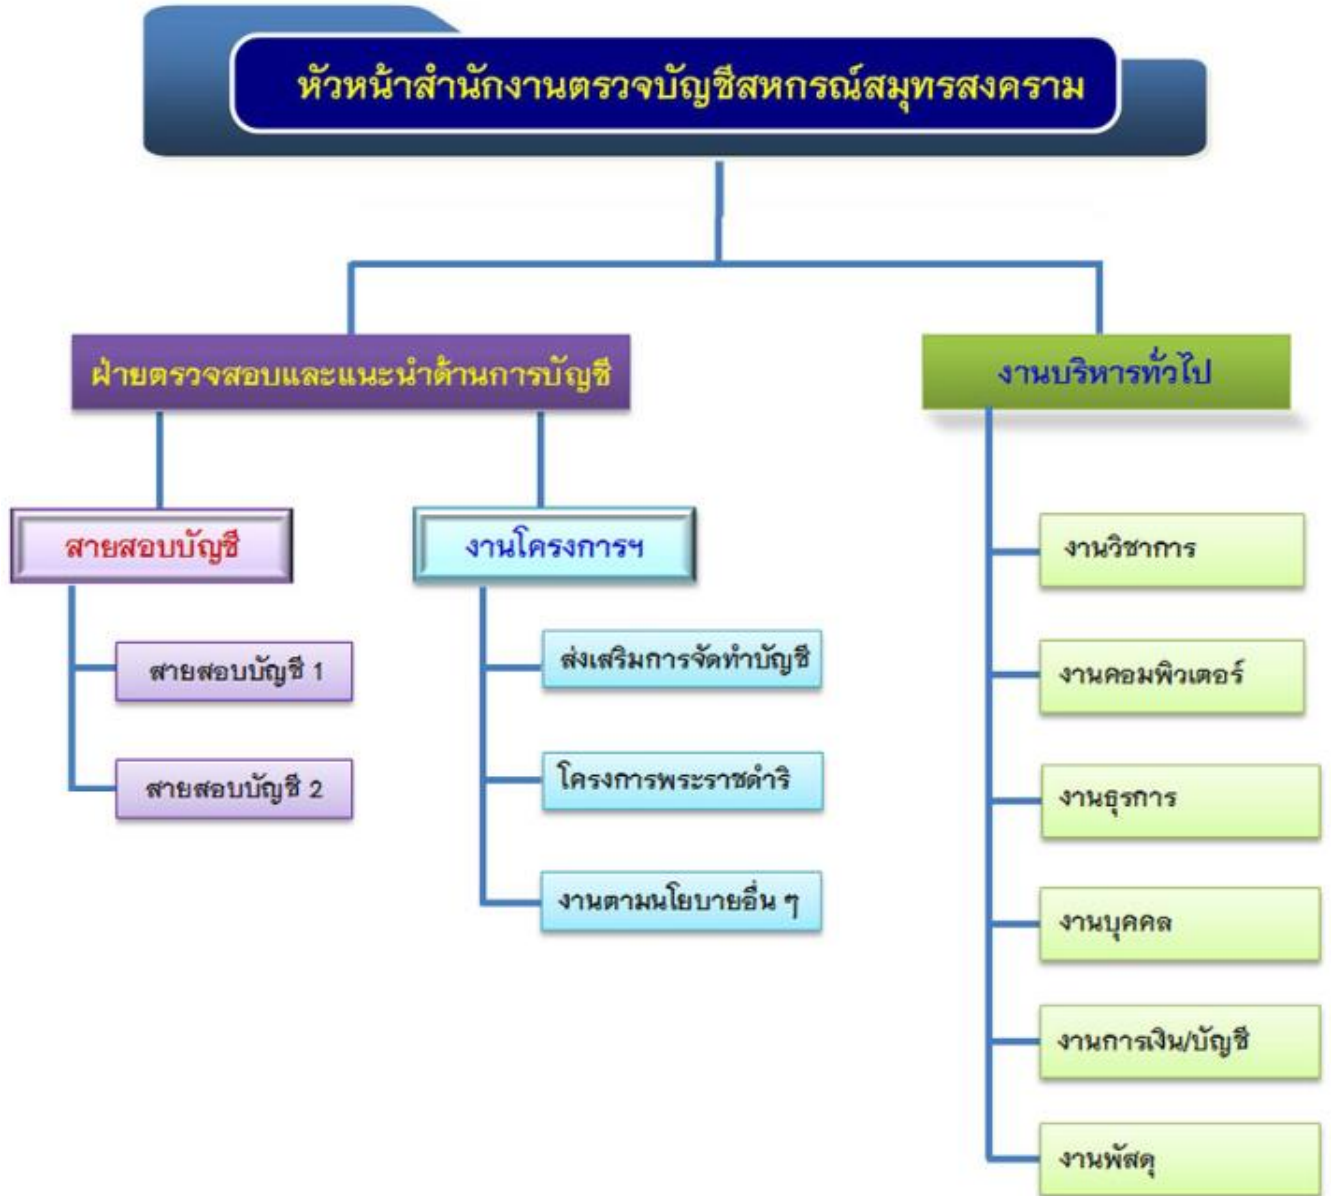 หัวหน้าสำนักงานตรวจบัญชีสหกรณ์สมุทรสงคราม
ฝ่ายตรวจสอบและแนะนำด้านการบัญชี
งานบริหารทั่วไป
สายสอบบัญชี
งานโครงการฯ
สายสอบบัญชี 1
สายสอบบัญชี 2
ส่งเสริมการจัดทำบัญชี
โครงการพระราชดำริ
งานตามนโยบายอื่น ๆ
งานวิชาการ
งานคอมพิวเตอร์
งานธุรการ
งานบุคคล
งานการเงิน/บัญชี
งานพัสดุ